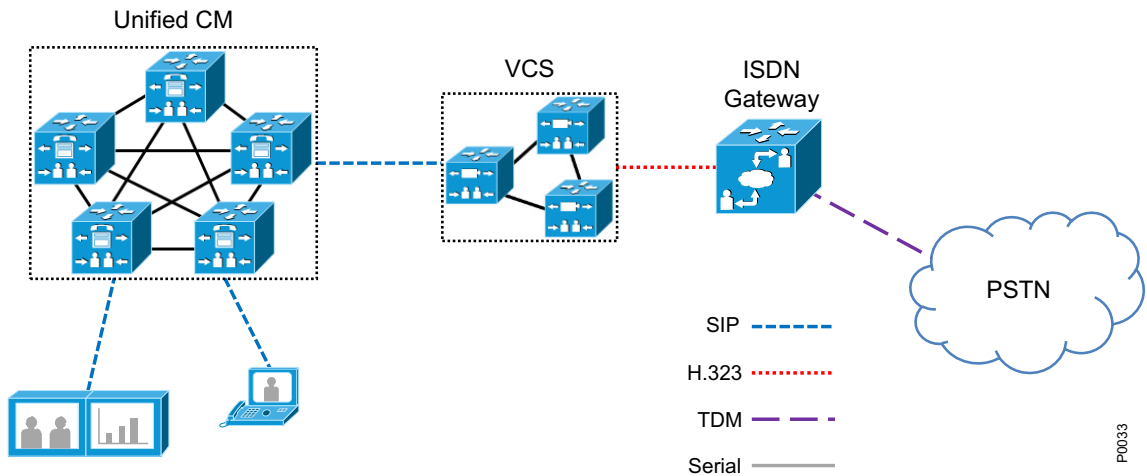 Unified CM
VCS
ISDN
Gateway
PSTN
SIP
H.323
TDM
Serial
P0033